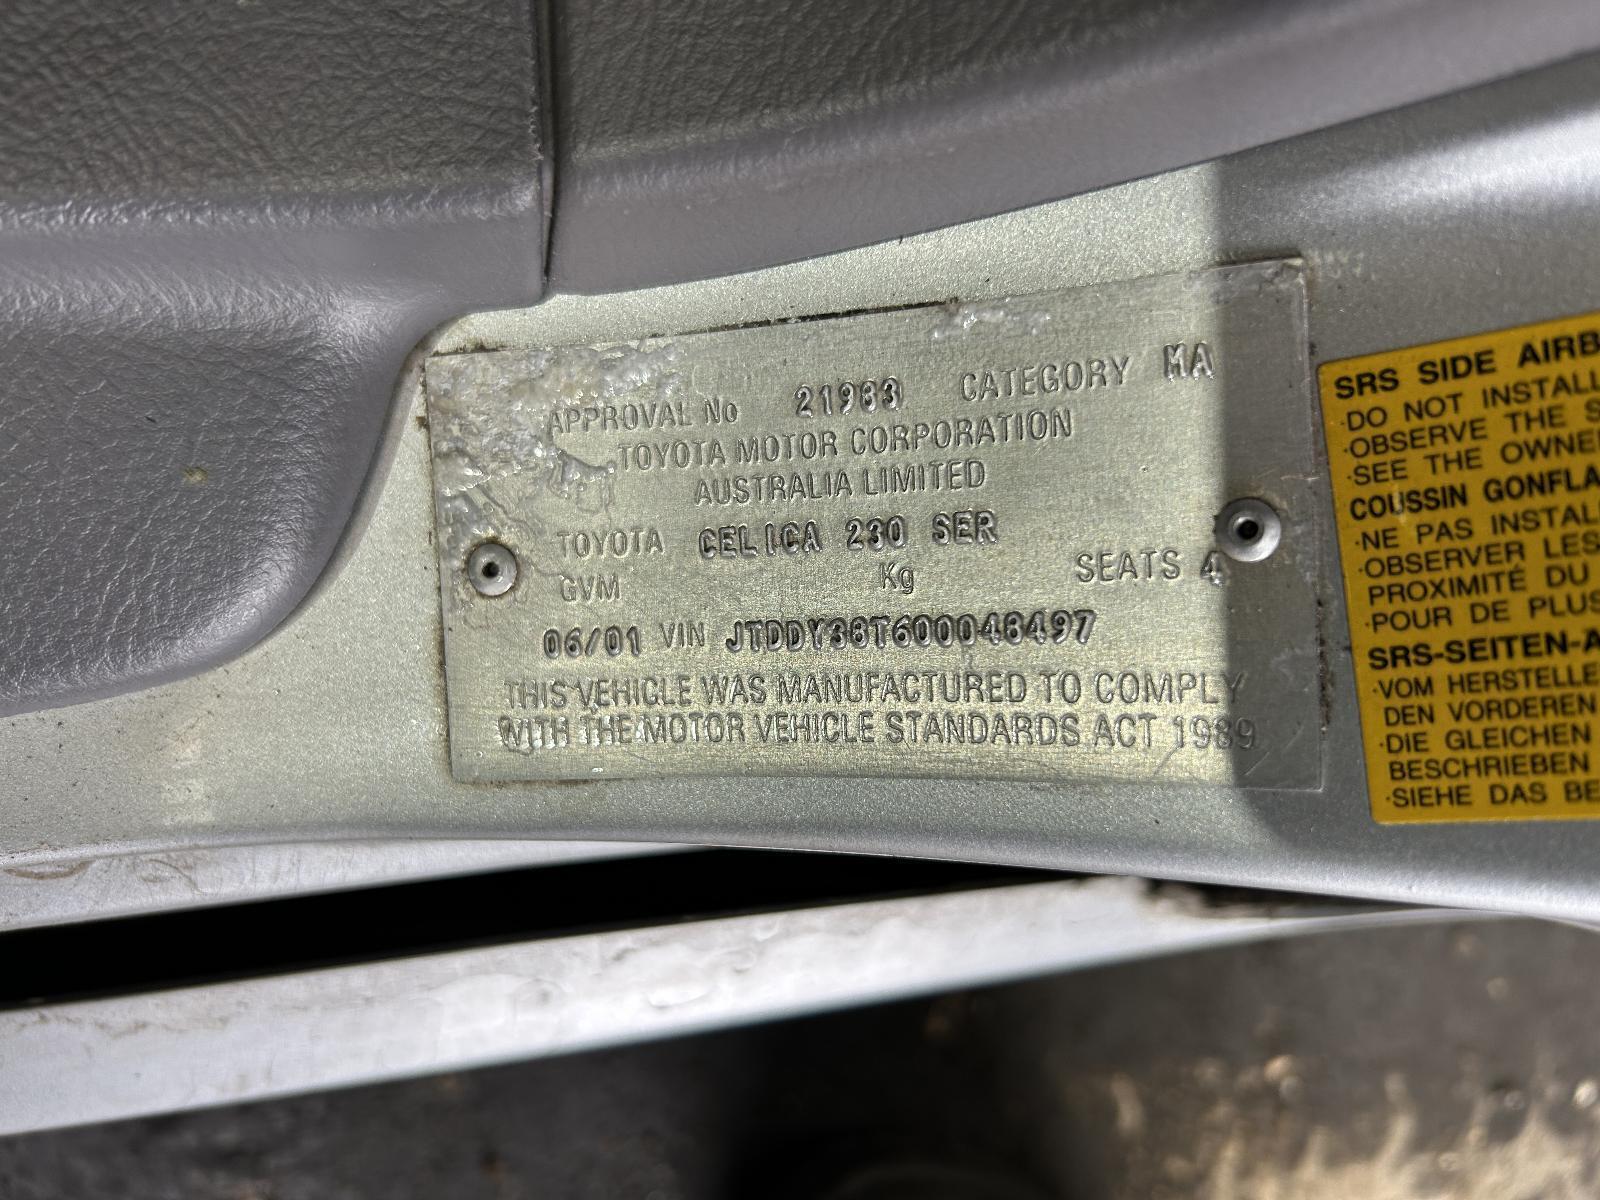 APPROVAL No 21983 CATEGORY MA
TOYOTA MOTOR CORPORATION
AUSTRALIA LIMITED
TOYOTA CELICA 230 SER
GVM Kg SEATS 4
06/01 VIN JTDDY38T600048497
THIS VEHICLE WAS MANUFACTURED TO COMPLY
WITH THE MOTOR VEHICLE STANDARDS ACT 1989
SRS SIDE AIRB
·DO NOT INSTALL
·OBSERVE THE S
·SEE THE OWNE
COUSSIN GONFLA
·NE PAS INSTAL
·OBSERVER LES
PROXIMITÉ DU
·POUR DE PLUS
SRS-SEITEN-A
·VOM HERSTELLE
DEN VORDEREN
·DIE GLEICHEN
BESCHRIEBEN
·SIEHE DAS BE